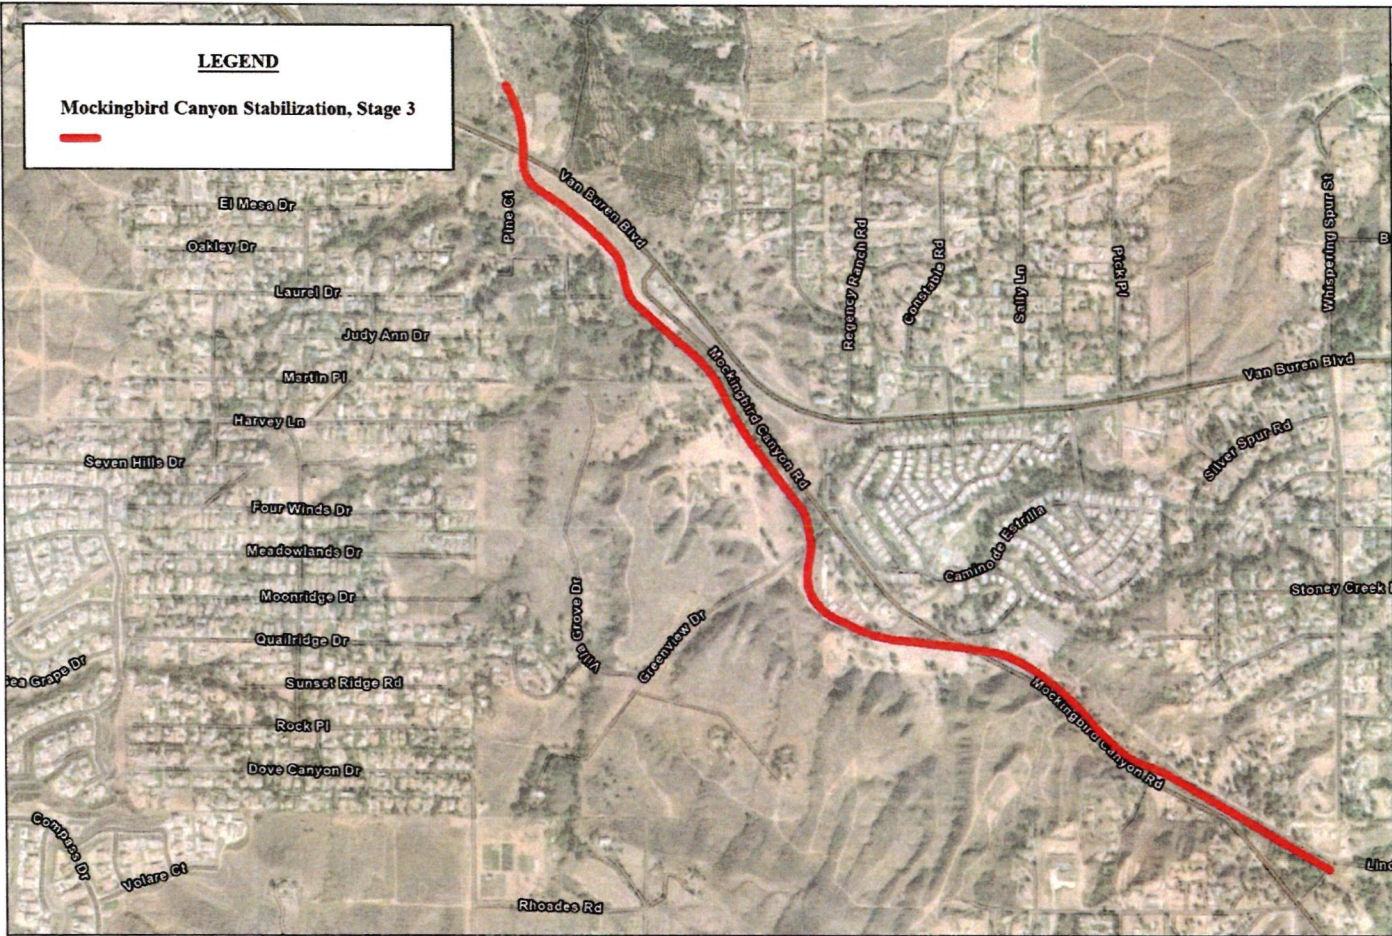 LEGEND
Mockingbird Canyon Stabilization, Stage 3
El Mesa Dr
Oakley Dr
Laurel Dr
Judy Ann Dr
Martin Pl
Harvey Ln
Seven Hills Dr
Four Winds Dr
Meadowlands Dr
Moonridge Dr
Quailridge Dr
Sea Grape Dr
Sunset Ridge Rd
Rock Pl
Dove Canyon Dr
Compass Dr
Volare Ct
Rhoades Rd
Pine Ct
Van Buren Blvd
Mockingbird Canyon Rd
Villa Grove Dr
Greenview Dr
Regency Ranch Rd
Constable Rd
Sally Ln
Dick Pl
Whispering Spur St
B
Van Buren Blvd
Silver Spur Rd
Camino de Estrilla
Stoney Creek
Mockingbird Canyon Rd
Linc